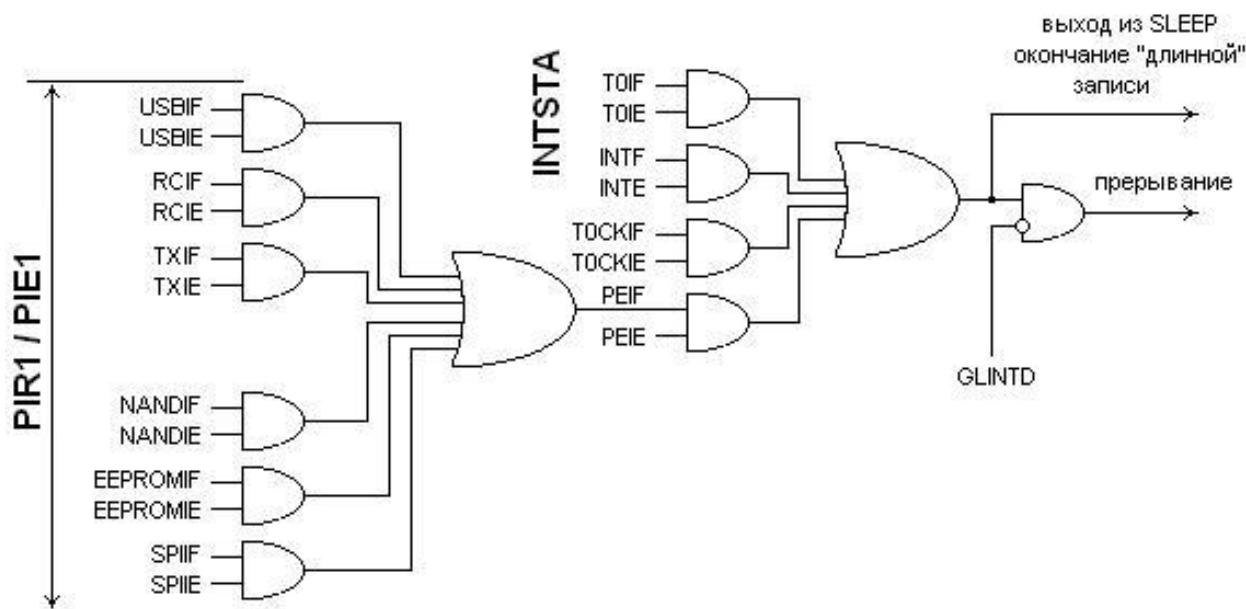 выход из SLEEP
окончание "длинной"
записи
прерывание
INTSTA
T0IF
T0IE
INTF
INTE
T0CKIF
T0CKIE
PEIF
PEIE
GLINTD
PIR1 / PIE1
USBIF
USBIE
RCIF
RCIE
TXIF
TXIE
NANDIF
NANDIE
EEPROMIF
EEPROMIE
SPIIF
SPIIE